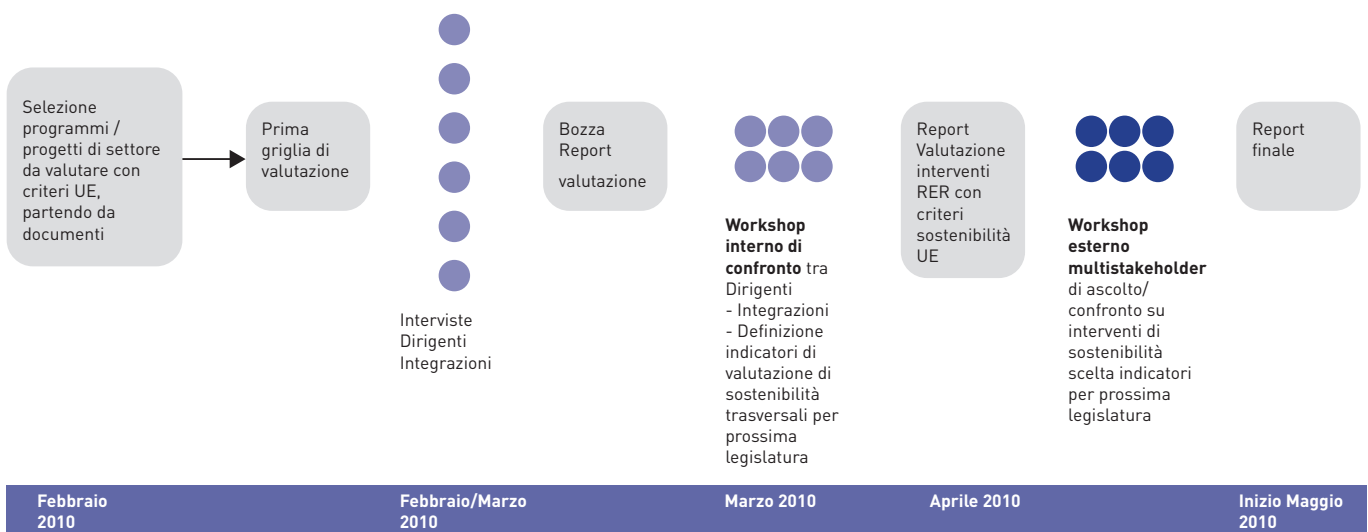 Selezione
programmi /
progetti di settore
da valutare con
criteri UE,
partendo da
documenti
Prima
griglia di
valutazione
Interviste
Dirigenti
Integrazioni
Bozza
Report
valutazione
Workshop
interno di
confronto tra
Dirigenti
- Integrazioni
- Definizione
indicatori di
valutazione di
sostenibilità
trasversali per
prossima
legislatura
Report
Valutazione
interventi
RER con
criteri
sostenibilità
UE
Workshop
esterno
multistakeholder
di ascolto/
confronto su
interventi di
sostenibilità
scelta indicatori
per prossima
legislatura
Report
finale
Febbraio
2010
Febbraio/Marzo
2010
Marzo 2010
Aprile 2010
Inizio Maggio
2010